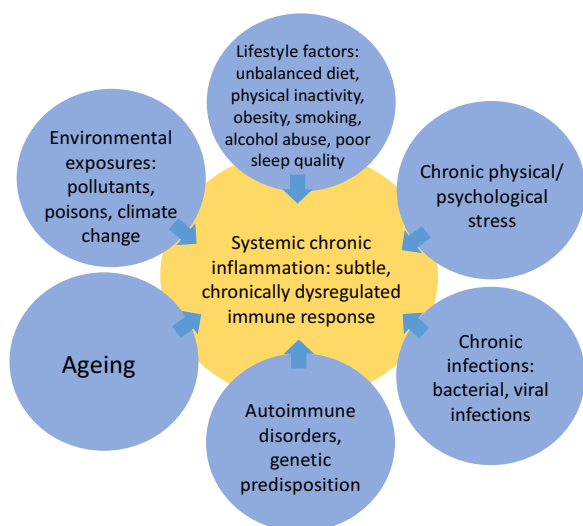 Lifestyle factors:
unbalanced diet,
physical inactivity,
obesity, smoking,
alcohol abuse, poor
sleep quality
Environmental
exposures:
pollutants,
poisons, climate
change
Chronic physical/
psychological
stress
Systemic chronic
inflammation: subtle,
chronically dysregulated
immune response
Ageing
Chronic
infections:
bacterial, viral
infections
Autoimmune
disorders,
genetic
predisposition